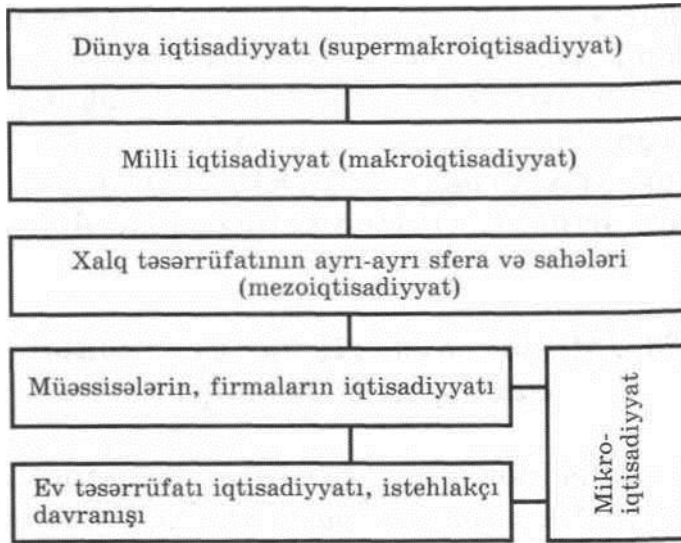 Dünya iqtisadiyyatı (supermakroiqtisadiyyat)
Milli iqtisadiyyat (makroiqtisadiyyat)
Xalq təsərrüfatının ayrı-ayrı sfera və sahələri
(mezoiqtisadiyyat)
Müəssisələrin, firmaların iqtisadiyyatı
Ev təsərrüfatı iqtisadiyyatı, istehlakçı
davranışı
Mikro-
iqtisadiyyat